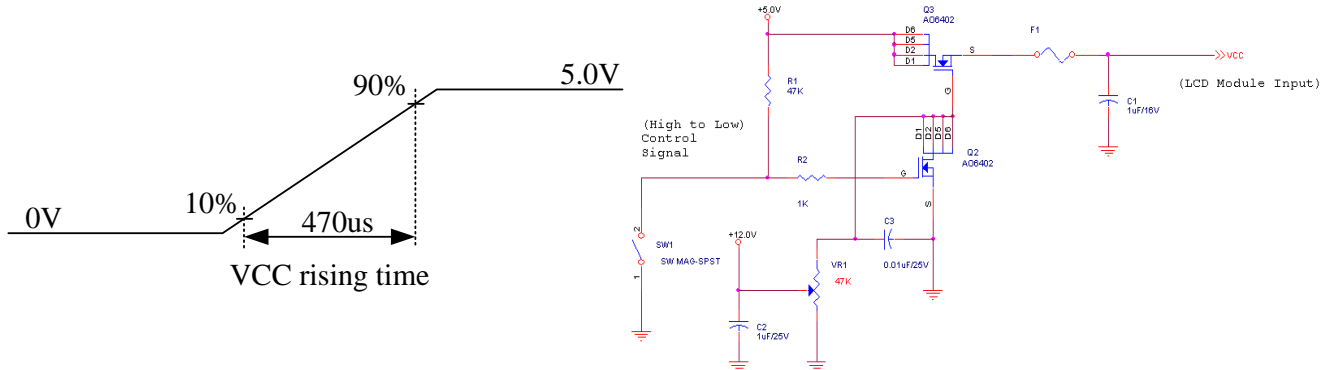 90%
5.0V
10%
0V
470us
VCC rising time
+5.0V
Q3
AO6402
D6
D5
D2
D1
S
G
F1
VCC
(LCD Module Input)
C1
1uF/16V
R1
47K
(High to Low)
Control
Signal
D1
D2
D5
D6
Q2
AO6402
R2
1K
G
S
2
SW1
SW MAG-SPST
1
+12.0V
C3
0.01uF/25V
VR1
47K
C2
1uF/25V